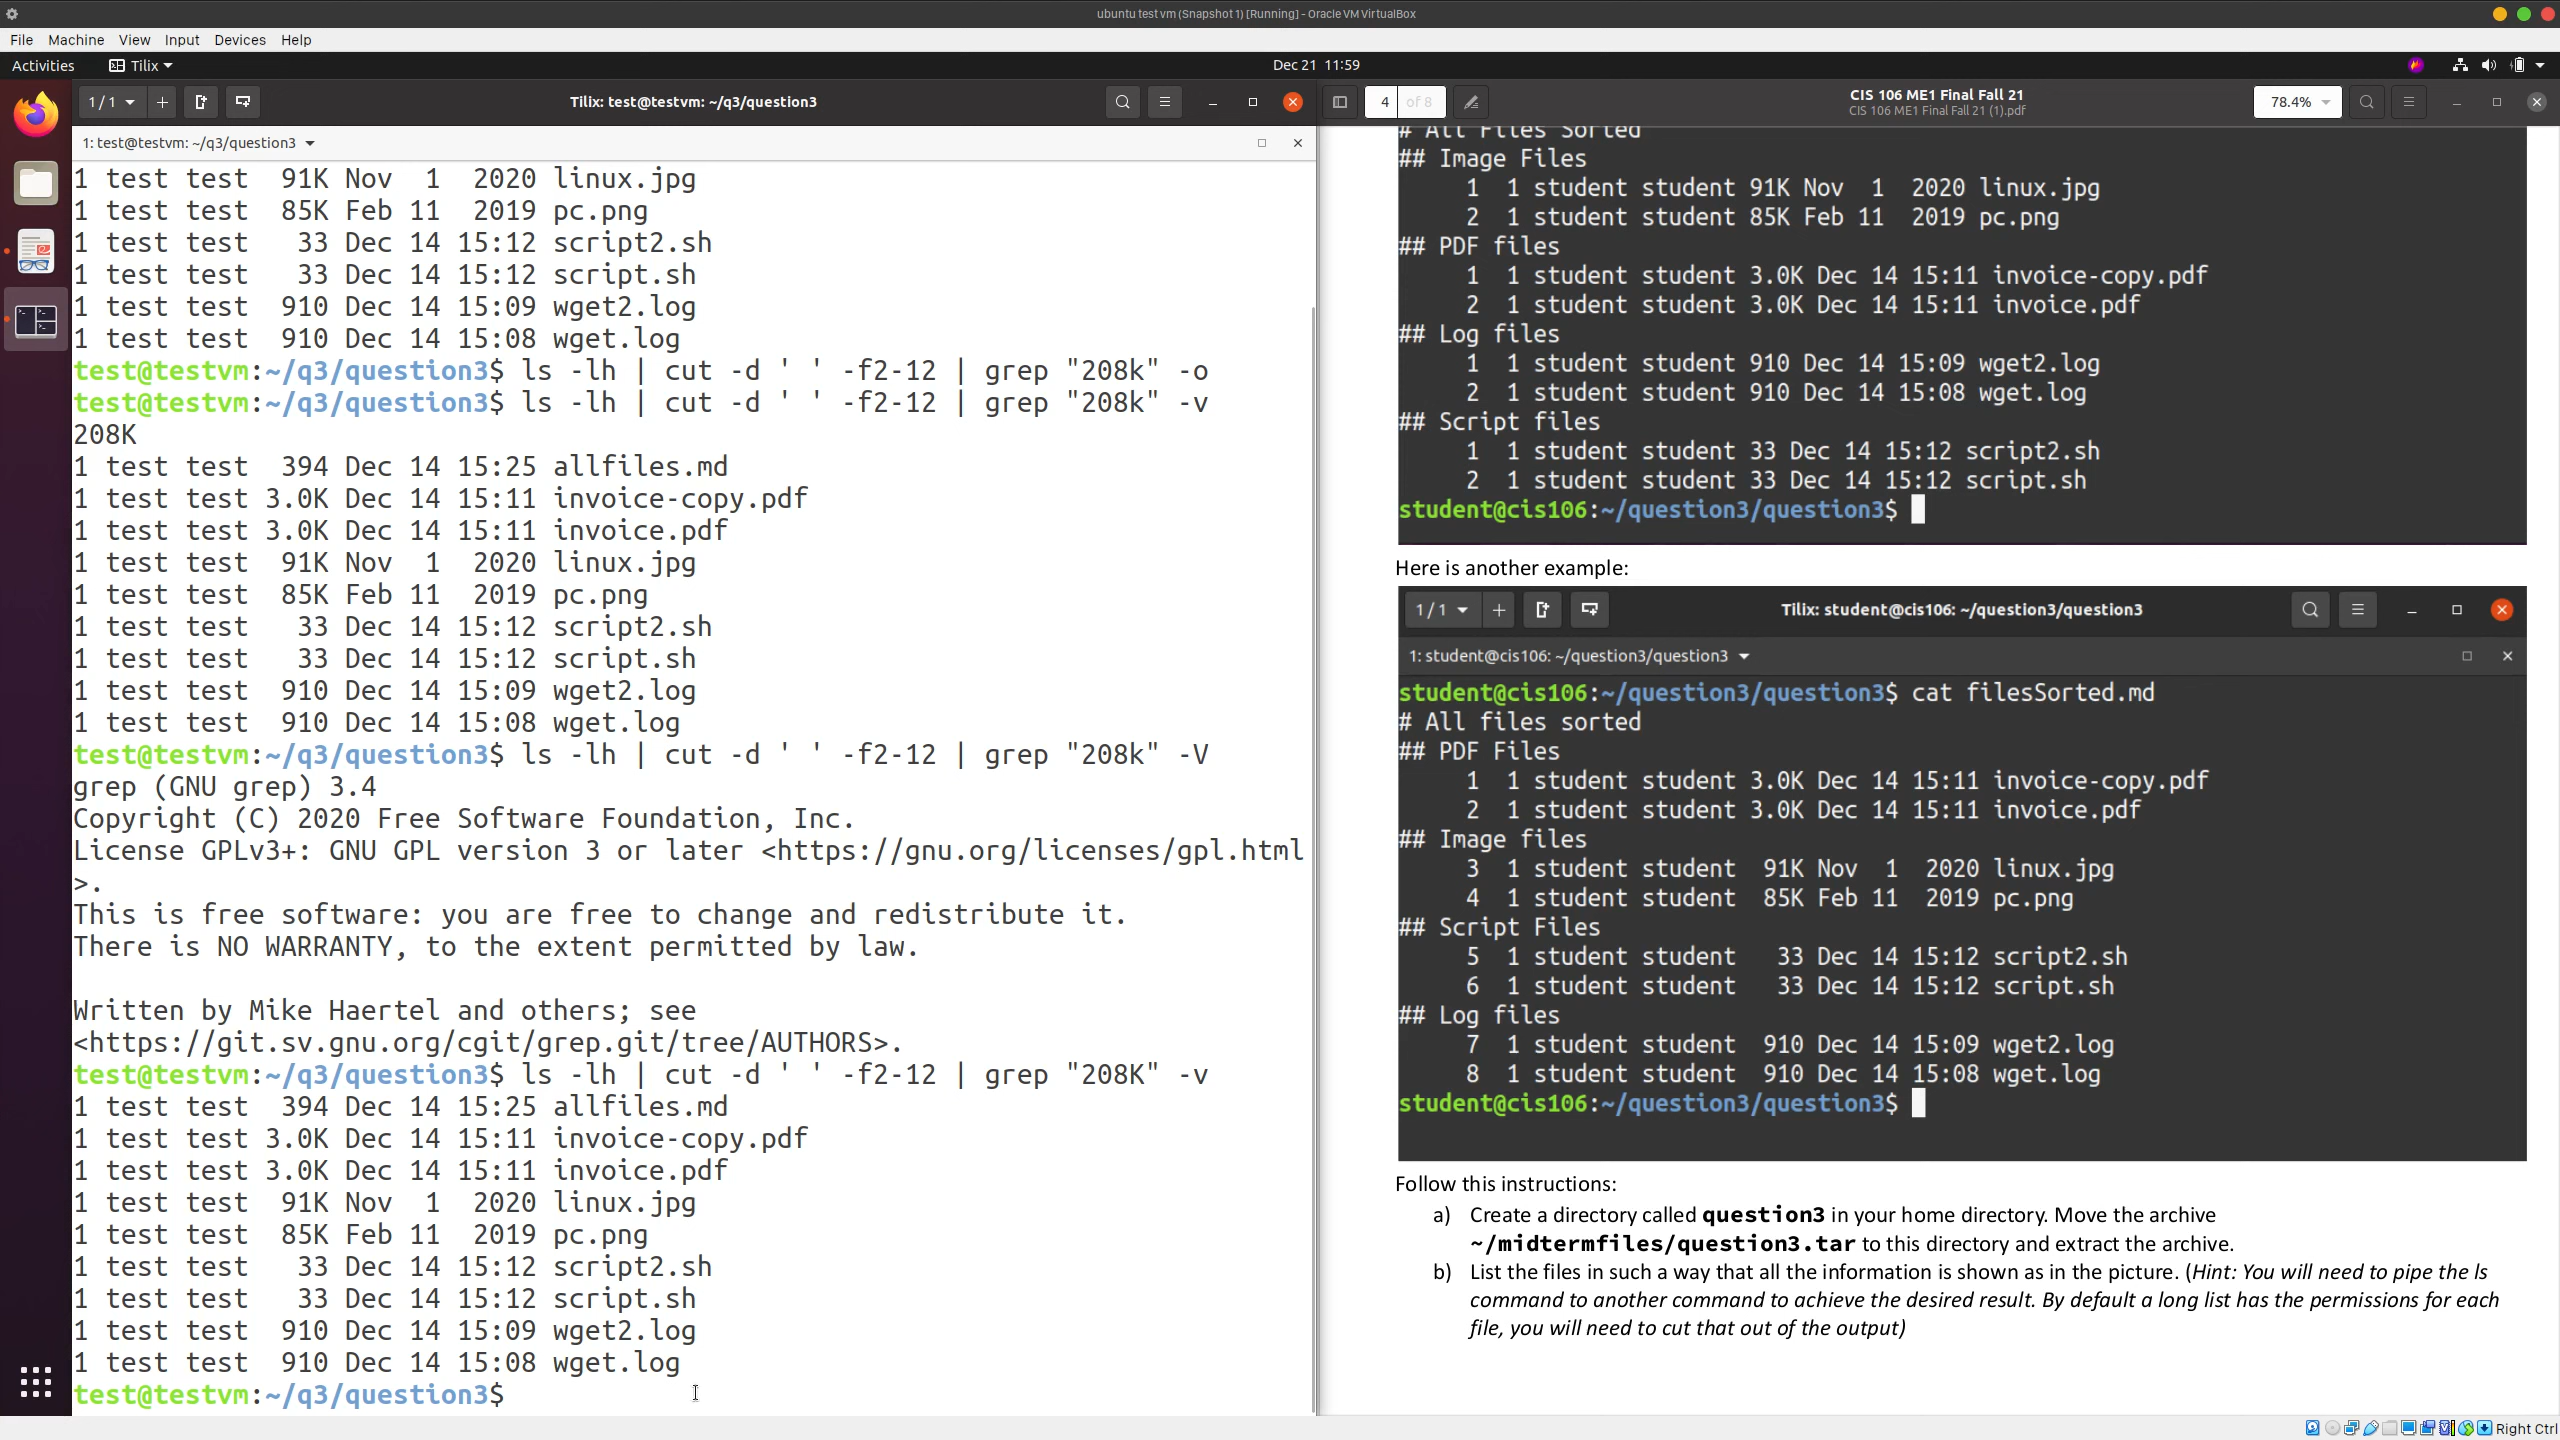 ubuntu test vm (Snapshot 1) [Running] - Oracle VM VirtualBox
File Machine View Input Devices Help
Activities Tilix Dec 21 11:59
1 / 1 Tilix: test@testvm: ~/q3/question3
1: test@testvm: ~/q3/question3
1 test test  91K Nov  1  2020 linux.jpg
1 test test  85K Feb 11  2019 pc.png
1 test test   33 Dec 14 15:12 script2.sh
1 test test   33 Dec 14 15:12 script.sh
1 test test  910 Dec 14 15:09 wget2.log
1 test test  910 Dec 14 15:08 wget.log
test@testvm:~/q3/question3$ ls -lh | cut -d ' ' -f2-12 | grep "208k" -o
test@testvm:~/q3/question3$ ls -lh | cut -d ' ' -f2-12 | grep "208k" -v
208K
1 test test  394 Dec 14 15:25 allfiles.md
1 test test 3.0K Dec 14 15:11 invoice-copy.pdf
1 test test 3.0K Dec 14 15:11 invoice.pdf
1 test test  91K Nov  1  2020 linux.jpg
1 test test  85K Feb 11  2019 pc.png
1 test test   33 Dec 14 15:12 script2.sh
1 test test   33 Dec 14 15:12 script.sh
1 test test  910 Dec 14 15:09 wget2.log
1 test test  910 Dec 14 15:08 wget.log
test@testvm:~/q3/question3$ ls -lh | cut -d ' ' -f2-12 | grep "208k" -V
grep (GNU grep) 3.4
Copyright (C) 2020 Free Software Foundation, Inc.
License GPLv3+: GNU GPL version 3 or later <https://gnu.org/licenses/gpl.html
>.
This is free software: you are free to change and redistribute it.
There is NO WARRANTY, to the extent permitted by law.
Written by Mike Haertel and others; see
<https://git.sv.gnu.org/cgit/grep.git/tree/AUTHORS>.
test@testvm:~/q3/question3$ ls -lh | cut -d ' ' -f2-12 | grep "208K" -v
1 test test  394 Dec 14 15:25 allfiles.md
1 test test 3.0K Dec 14 15:11 invoice-copy.pdf
1 test test 3.0K Dec 14 15:11 invoice.pdf
1 test test  91K Nov  1  2020 linux.jpg
1 test test  85K Feb 11  2019 pc.png
1 test test   33 Dec 14 15:12 script2.sh
1 test test   33 Dec 14 15:12 script.sh
1 test test  910 Dec 14 15:09 wget2.log
1 test test  910 Dec 14 15:08 wget.log
test@testvm:~/q3/question3$
4 of 8 CIS 106 ME1 Final Fall 21 78.4%
CIS 106 ME1 Final Fall 21 (1).pdf
# All Files Sorted
## Image Files
1  1 student student 91K Nov  1  2020 linux.jpg
2  1 student student 85K Feb 11  2019 pc.png
## PDF files
1  1 student student 3.0K Dec 14 15:11 invoice-copy.pdf
2  1 student student 3.0K Dec 14 15:11 invoice.pdf
## Log files
1  1 student student 910 Dec 14 15:09 wget2.log
2  1 student student 910 Dec 14 15:08 wget.log
## Script files
1  1 student student 33 Dec 14 15:12 script2.sh
2  1 student student 33 Dec 14 15:12 script.sh
student@cis106:~/question3/question3$
Here is another example:
1 / 1 Tilix: student@cis106: ~/question3/question3
1: student@cis106: ~/question3/question3
student@cis106:~/question3/question3$ cat filesSorted.md
# All files sorted
## PDF Files
1  1 student student 3.0K Dec 14 15:11 invoice-copy.pdf
2  1 student student 3.0K Dec 14 15:11 invoice.pdf
## Image files
3  1 student student  91K Nov  1  2020 linux.jpg
4  1 student student  85K Feb 11  2019 pc.png
## Script Files
5  1 student student   33 Dec 14 15:12 script2.sh
6  1 student student   33 Dec 14 15:12 script.sh
## Log files
7  1 student student  910 Dec 14 15:09 wget2.log
8  1 student student  910 Dec 14 15:08 wget.log
student@cis106:~/question3/question3$
Follow this instructions:
a) Create a directory called question3 in your home directory. Move the archive
~/midtermfiles/question3.tar to this directory and extract the archive.
b) List the files in such a way that all the information is shown as in the picture. (Hint: You will need to pipe the ls
command to another command to achieve the desired result. By default a long list has the permissions for each
file, you will need to cut that out of the output)
Right Ctrl